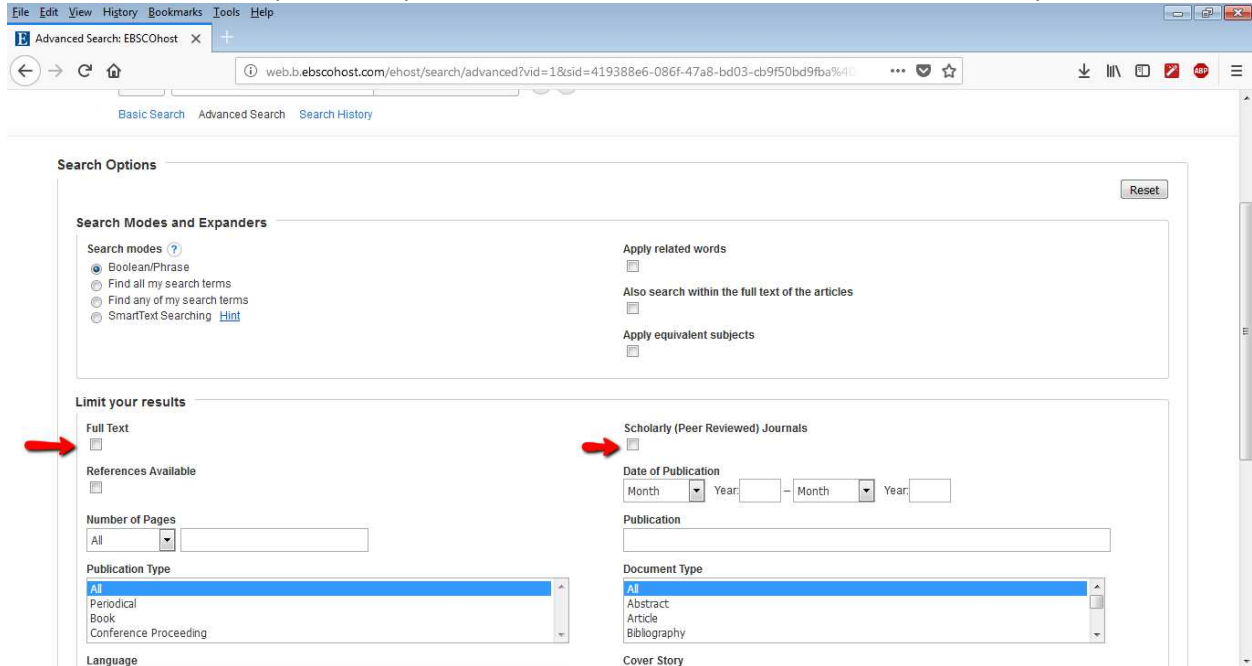 File Edit View History Bookmarks Tools Help
Advanced Search: EBSCOhost
web.b.ebscohost.com/ehost/search/advanced?vid=1&sid=419388e6-086f-47a8-bd03-cb9f50bd9fba%40
ABP
Basic Search Advanced Search Search History
Search Options
Reset
Search Modes and Expanders
Search modes ?
Boolean/Phrase
Find all my search terms
Find any of my search terms
SmartText Searching Hint
Apply related words
Also search within the full text of the articles
Apply equivalent subjects
Limit your results
Full Text
Scholarly (Peer Reviewed) Journals
References Available
Date of Publication
Month Year: – Month Year:
Number of Pages
All
Publication
Publication Type
All
Periodical
Book
Conference Proceeding
Document Type
All
Abstract
Article
Bibliography
Language
Cover Story